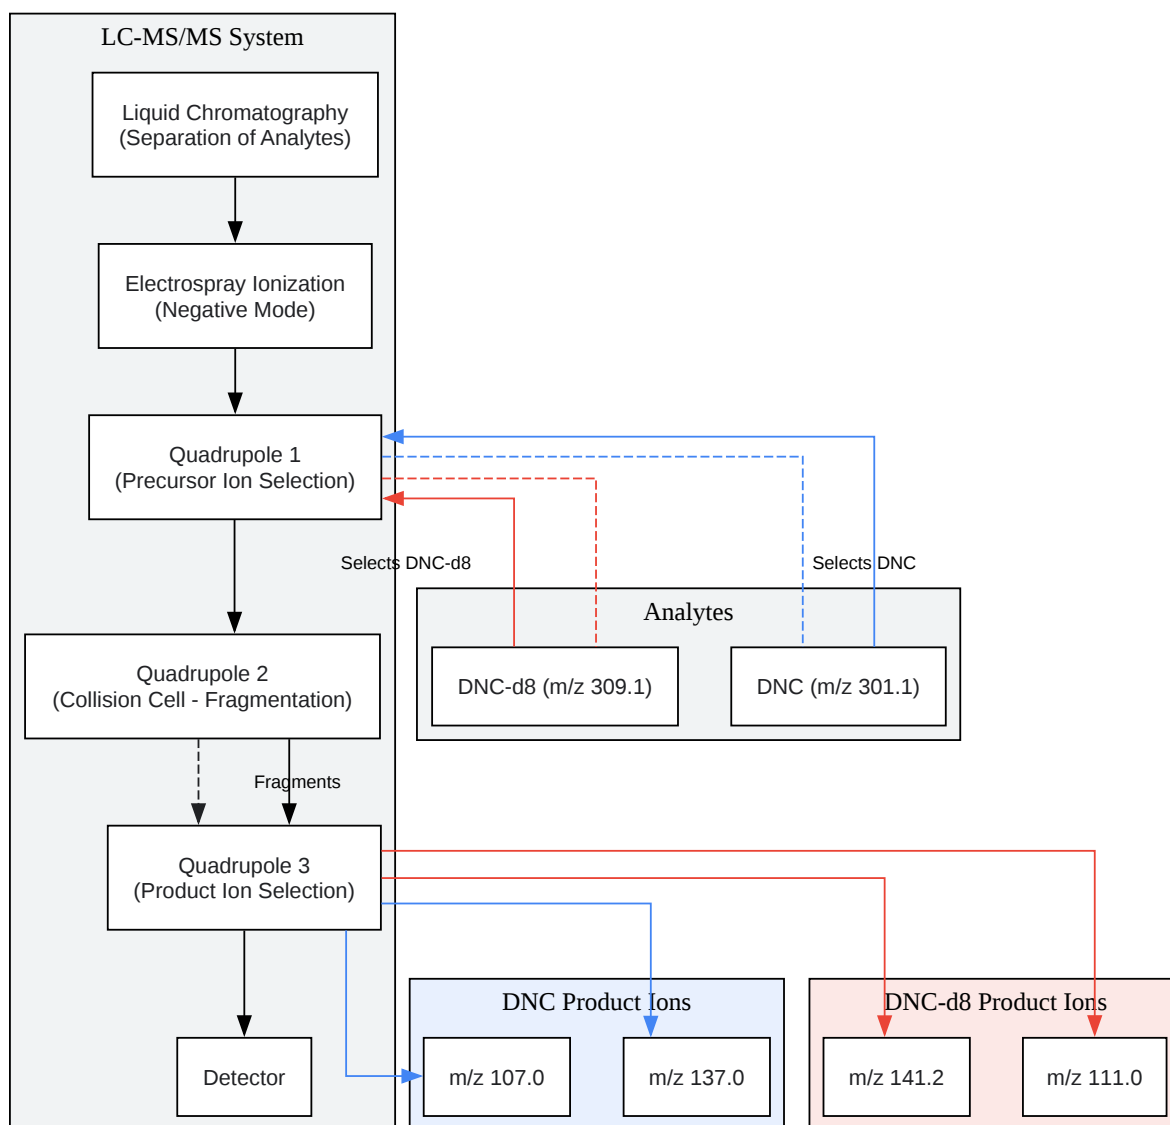 LC-MS/MS System
Liquid Chromatography
(Separation of Analytes)
Electrospray Ionization
(Negative Mode)
Quadrupole 1
(Precursor Ion Selection)
Selects DNC-d8
Selects DNC
Analytes
DNC-d8 (m/z 309.1)
DNC (m/z 301.1)
Quadrupole 2
(Collision Cell - Fragmentation)
Fragments
Quadrupole 3
(Product Ion Selection)
DNC Product Ions
DNC-d8 Product Ions
Detector
m/z 107.0
m/z 137.0
m/z 141.2
m/z 111.0